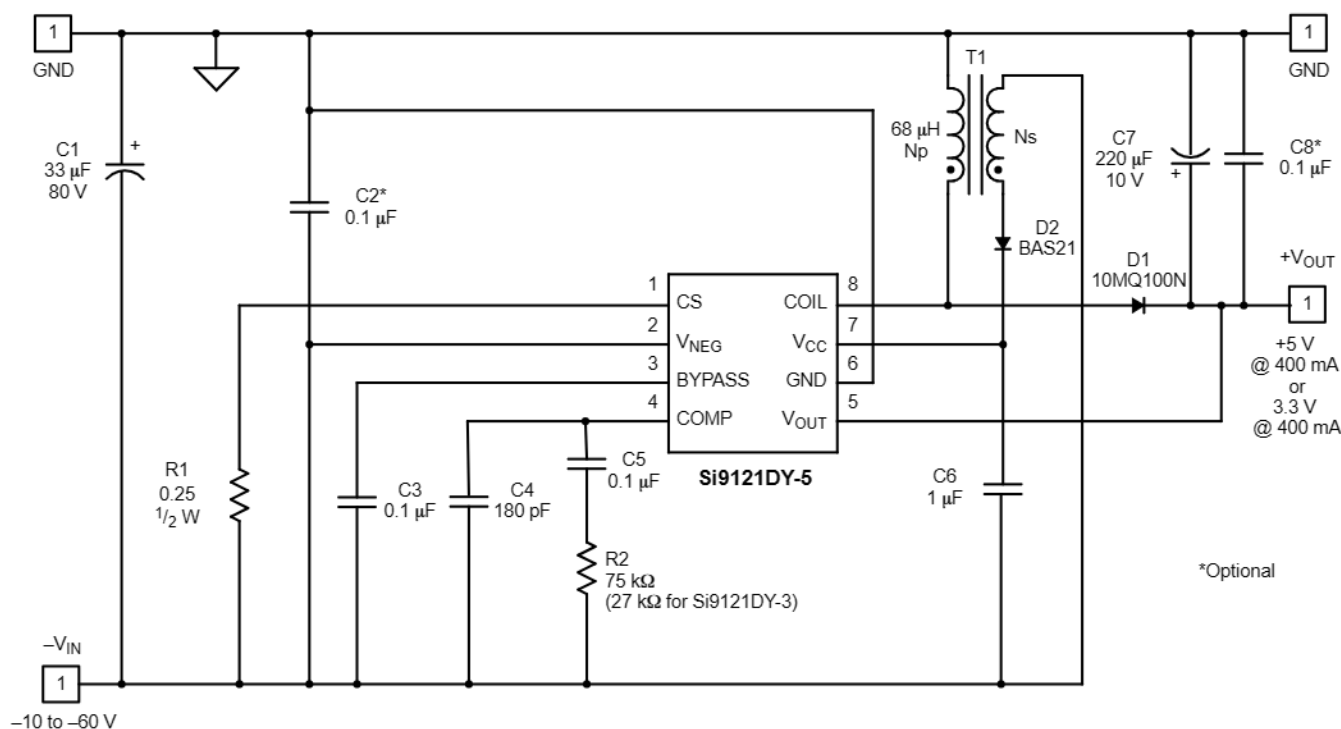 1
GND
1
GND
T1
C1
33 μF
80 V
+
68 μH
Np
Ns
C7
220 μF
10 V
+
C8*
0.1 μF
C2*
0.1 μF
D2
BAS21
D1
10MQ100N
+VOUT
1
+5 V
@ 400 mA
or
3.3 V
@ 400 mA
1
CS
COIL
8
2
VNEG
VCC
7
3
BYPASS
GND
6
4
COMP
VOUT
5
Si9121DY-5
R1
0.25
1/2 W
C3
0.1 μF
C4
180 pF
C5
0.1 μF
C6
1 μF
R2
75 kΩ
(27 kΩ for Si9121DY-3)
*Optional
–VIN
1
–10 to –60 V